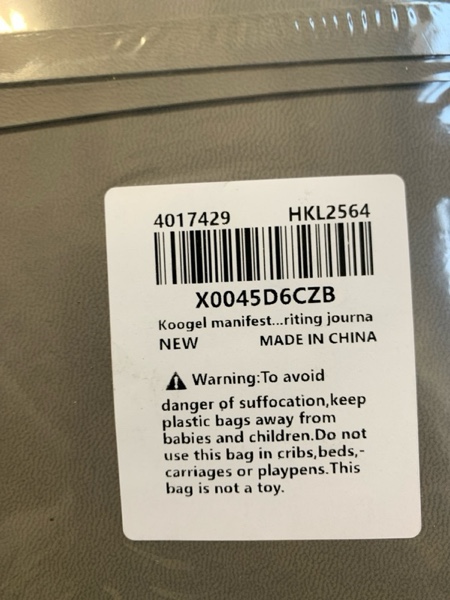 4017429 HKL2564
X0045D6CZB
Koogel manifest...riting journa
NEW MADE IN CHINA
Warning:To avoid
danger of suffocation,keep
plastic bags away from
babies and children.Do not
use this bag in cribs,beds,-
carriages or playpens.This
bag is not a toy.